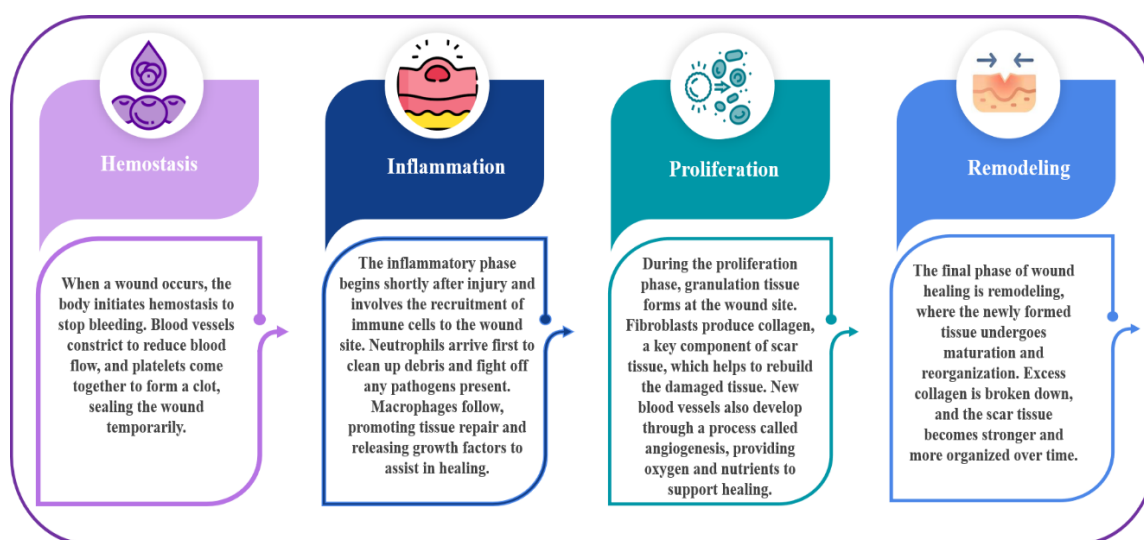 Hemostasis
When a wound occurs, the
body initiates hemostasis to
stop bleeding. Blood vessels
constrict to reduce blood
flow, and platelets come
together to form a clot,
sealing the wound
temporarily.
Inflammation
The inflammatory phase
begins shortly after injury and
involves the recruitment of
immune cells to the wound
site. Neutrophils arrive first to
clean up debris and fight off
any pathogens present.
Macrophages follow,
promoting tissue repair and
releasing growth factors to
assist in healing.
Proliferation
During the proliferation
phase, granulation tissue
forms at the wound site.
Fibroblasts produce collagen,
a key component of scar
tissue, which helps to rebuild
the damaged tissue. New
blood vessels also develop
through a process called
angiogenesis, providing
oxygen and nutrients to
support healing.
Remodeling
The final phase of wound
healing is remodeling,
where the newly formed
tissue undergoes
maturation and
reorganization. Excess
collagen is broken down,
and the scar tissue
becomes stronger and
more organized over time.